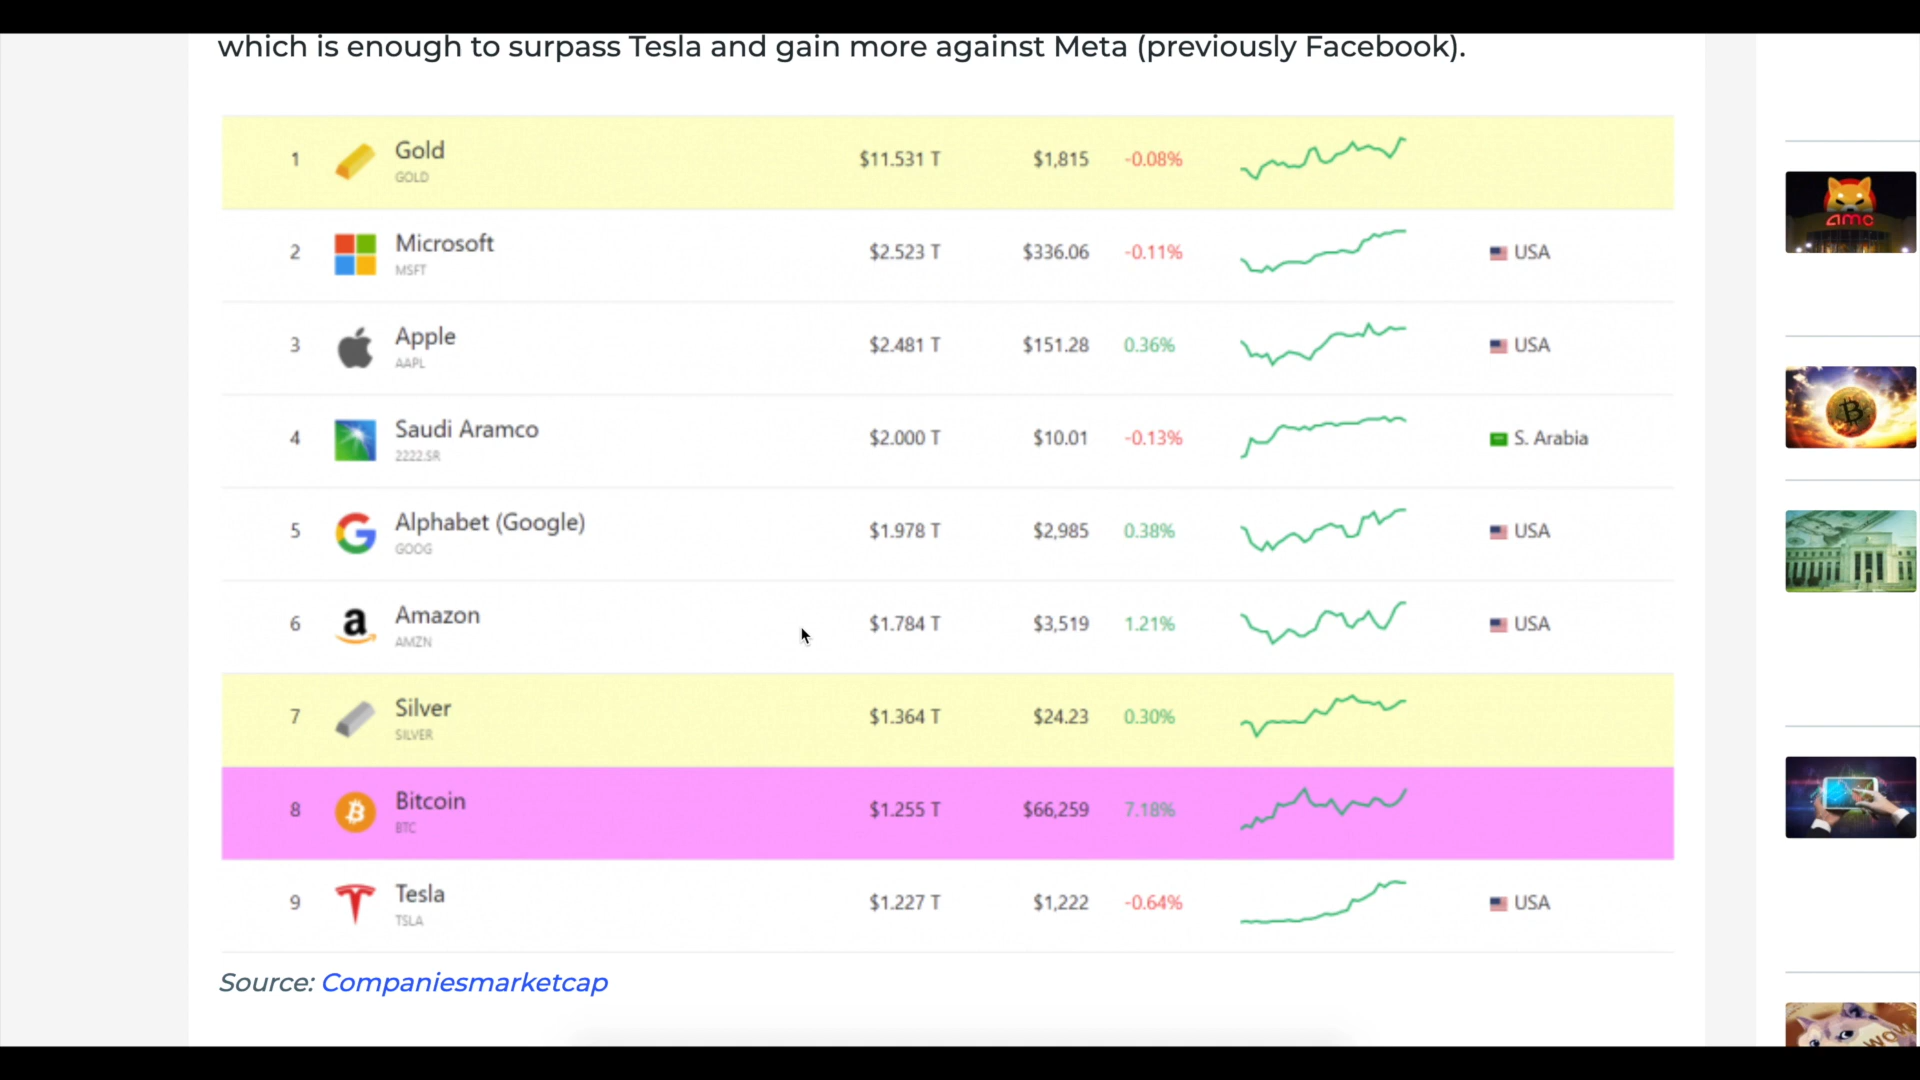 which is enough to surpass Tesla and gain more against Meta (previously Facebook).
1 Gold $11.531 T $1,815 -0.08%
GOLD
2 Microsoft $2.523 T $336.06 -0.11% USA
MSFT
3 Apple $2.481 T $151.28 0.36% USA
AAPL
4 Saudi Aramco $2.000 T $10.01 -0.13% S. Arabia
2222.SR
5 Alphabet (Google) $1.978 T $2,985 0.38% USA
GOOG
6 Amazon $1.784 T $3,519 1.21% USA
AMZN
7 Silver $1.364 T $24.23 0.30%
SILVER
8 Bitcoin $1.255 T $66,259 7.18%
BTC
9 Tesla $1.227 T $1,222 -0.64% USA
TSLA
Source: Companiesmarketcap
amc